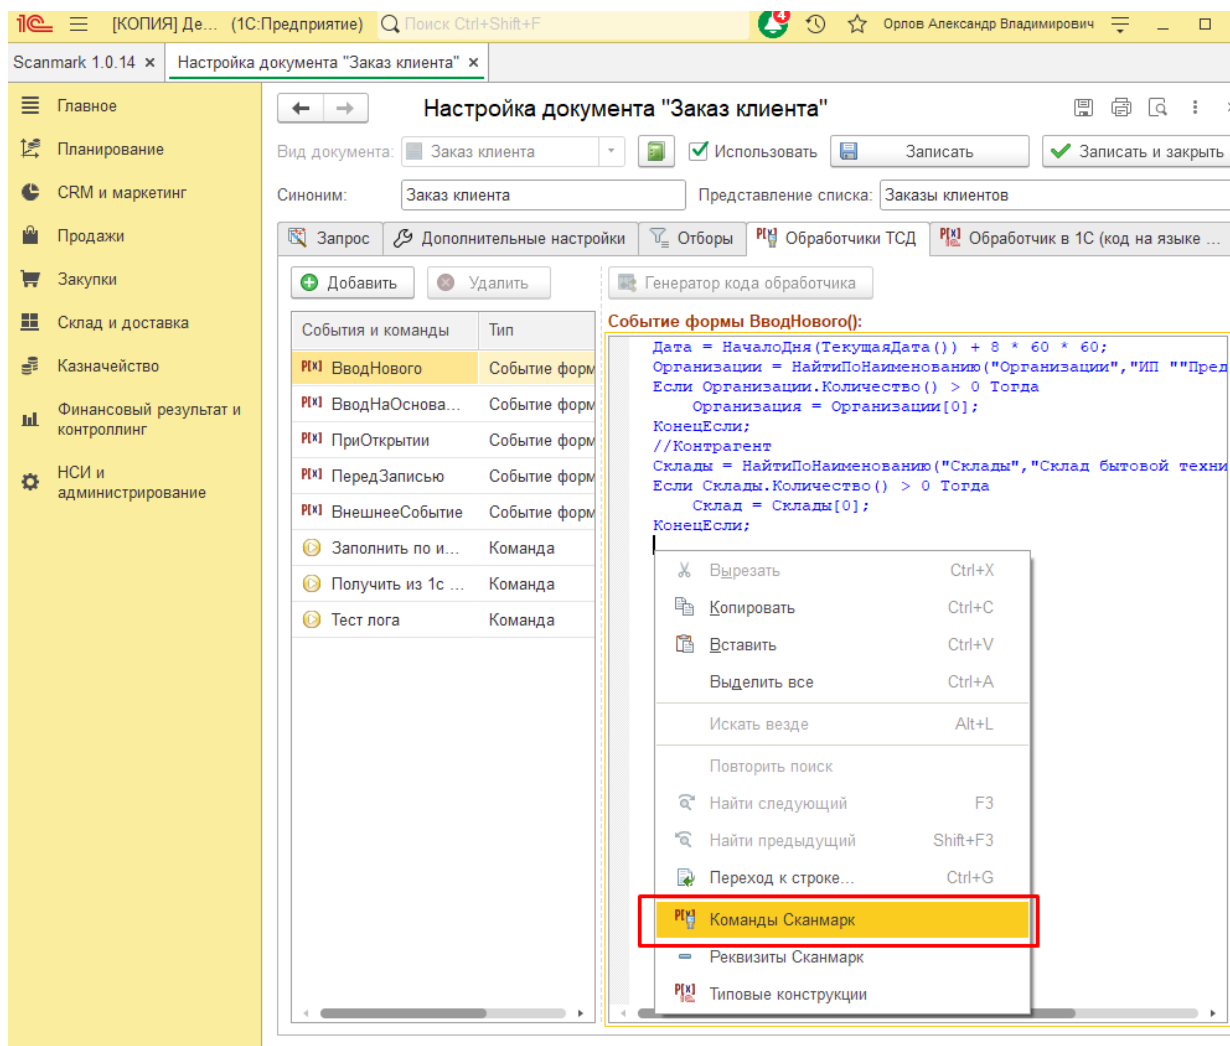 [КОПИЯ] Де... (1С:Предприятие) Поиск Ctrl+Shift+F 4 Орлов Александр Владимирович
Scanmark 1.0.14 × Настройка документа "Заказ клиента" ×
Главное
Планирование
CRM и маркетинг
Продажи
Закупки
Склад и доставка
Казначейство
Финансовый результат и
контроллинг
НСИ и
администрирование
Настройка документа "Заказ клиента"
Вид документа: Заказ клиента Использовать Записать Записать и закрыть
Синоним: Заказ клиента Представление списка: Заказы клиентов
Запрос Дополнительные настройки Отборы Обработчики ТСД Обработчик в 1С (код на языке ...
Добавить Удалить
События и команды Тип
ВводНового Событие форм
ВводНаОснова... Событие форм
ПриОткрытии Событие форм
ПередЗаписью Событие форм
ВнешнееСобытие Событие форм
Заполнить по и... Команда
Получить из 1с ... Команда
Тест лога Команда
Генератор кода обработчика
Событие формы ВводНового():
Дата = НачалоДня(ТекущаяДата()) + 8 * 60 * 60;
Организации = НайтиПоНаименованию("Организации","ИП ""Пред
Если Организации.Количество() > 0 Тогда
Организация = Организации[0];
КонецЕсли;
//Контрагент
Склады = НайтиПоНаименованию("Склады","Склад бытовой техни
Если Склады.Количество() > 0 Тогда
Склад = Склады[0];
КонецЕсли;
Вырезать Ctrl+X
Копировать Ctrl+C
Вставить Ctrl+V
Выделить все Ctrl+A
Искать везде Alt+L
Повторить поиск
Найти следующий F3
Найти предыдущий Shift+F3
Переход к строке... Ctrl+G
Команды Сканмарк
Реквизиты Сканмарк
Типовые конструкции